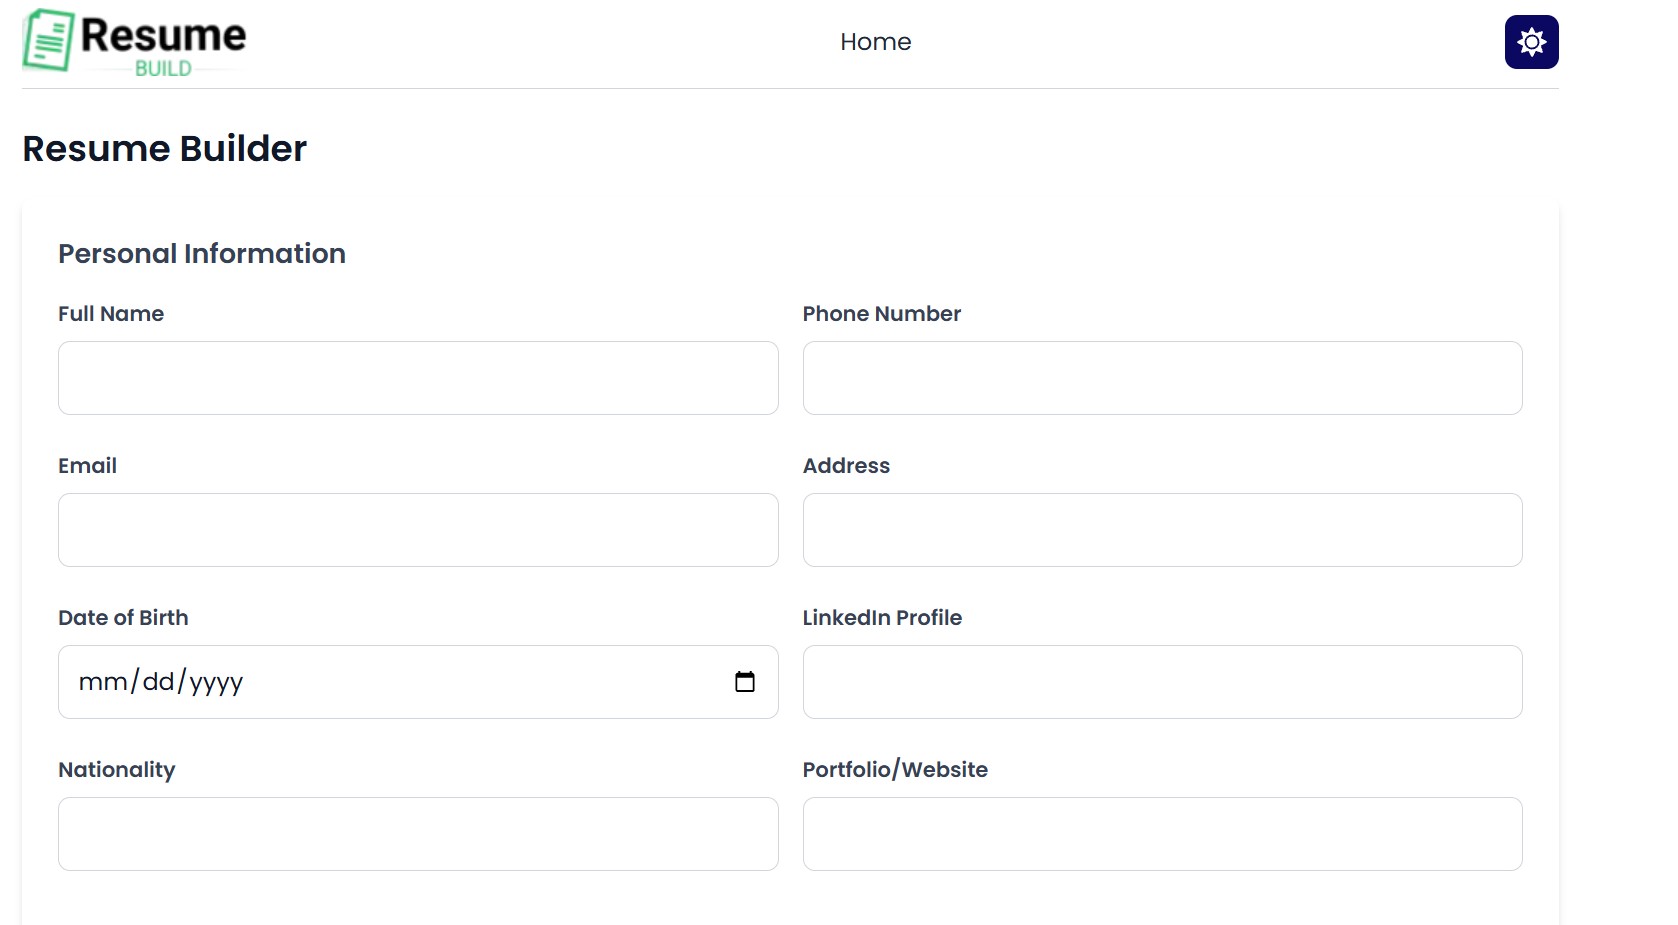 Resume
BUILD
Home
Resume Builder
Personal Information
Full Name
Phone Number
Email
Address
Date of Birth
LinkedIn Profile
mm/dd/yyyy
Nationality
Portfolio/Website